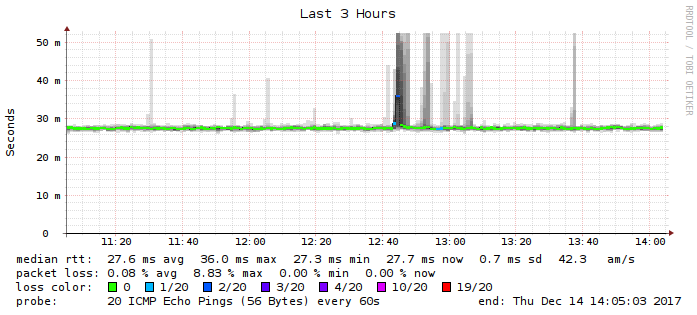 Last 3 Hours
RRDTOOL / TOBI OETIKER
Seconds
50 m
40 m
30 m
20 m
10 m
0
11:20 11:40 12:00 12:20 12:40 13:00 13:20 13:40 14:00
median rtt: 27.6 ms avg 36.0 ms max 27.3 ms min 27.7 ms now 0.7 ms sd 42.3 am/s
packet loss: 0.08 % avg 8.83 % max 0.00 % min 0.00 % now
loss color: 0 1/20 2/20 3/20 4/20 10/20 19/20
probe: 20 ICMP Echo Pings (56 Bytes) every 60s end: Thu Dec 14 14:05:03 2017